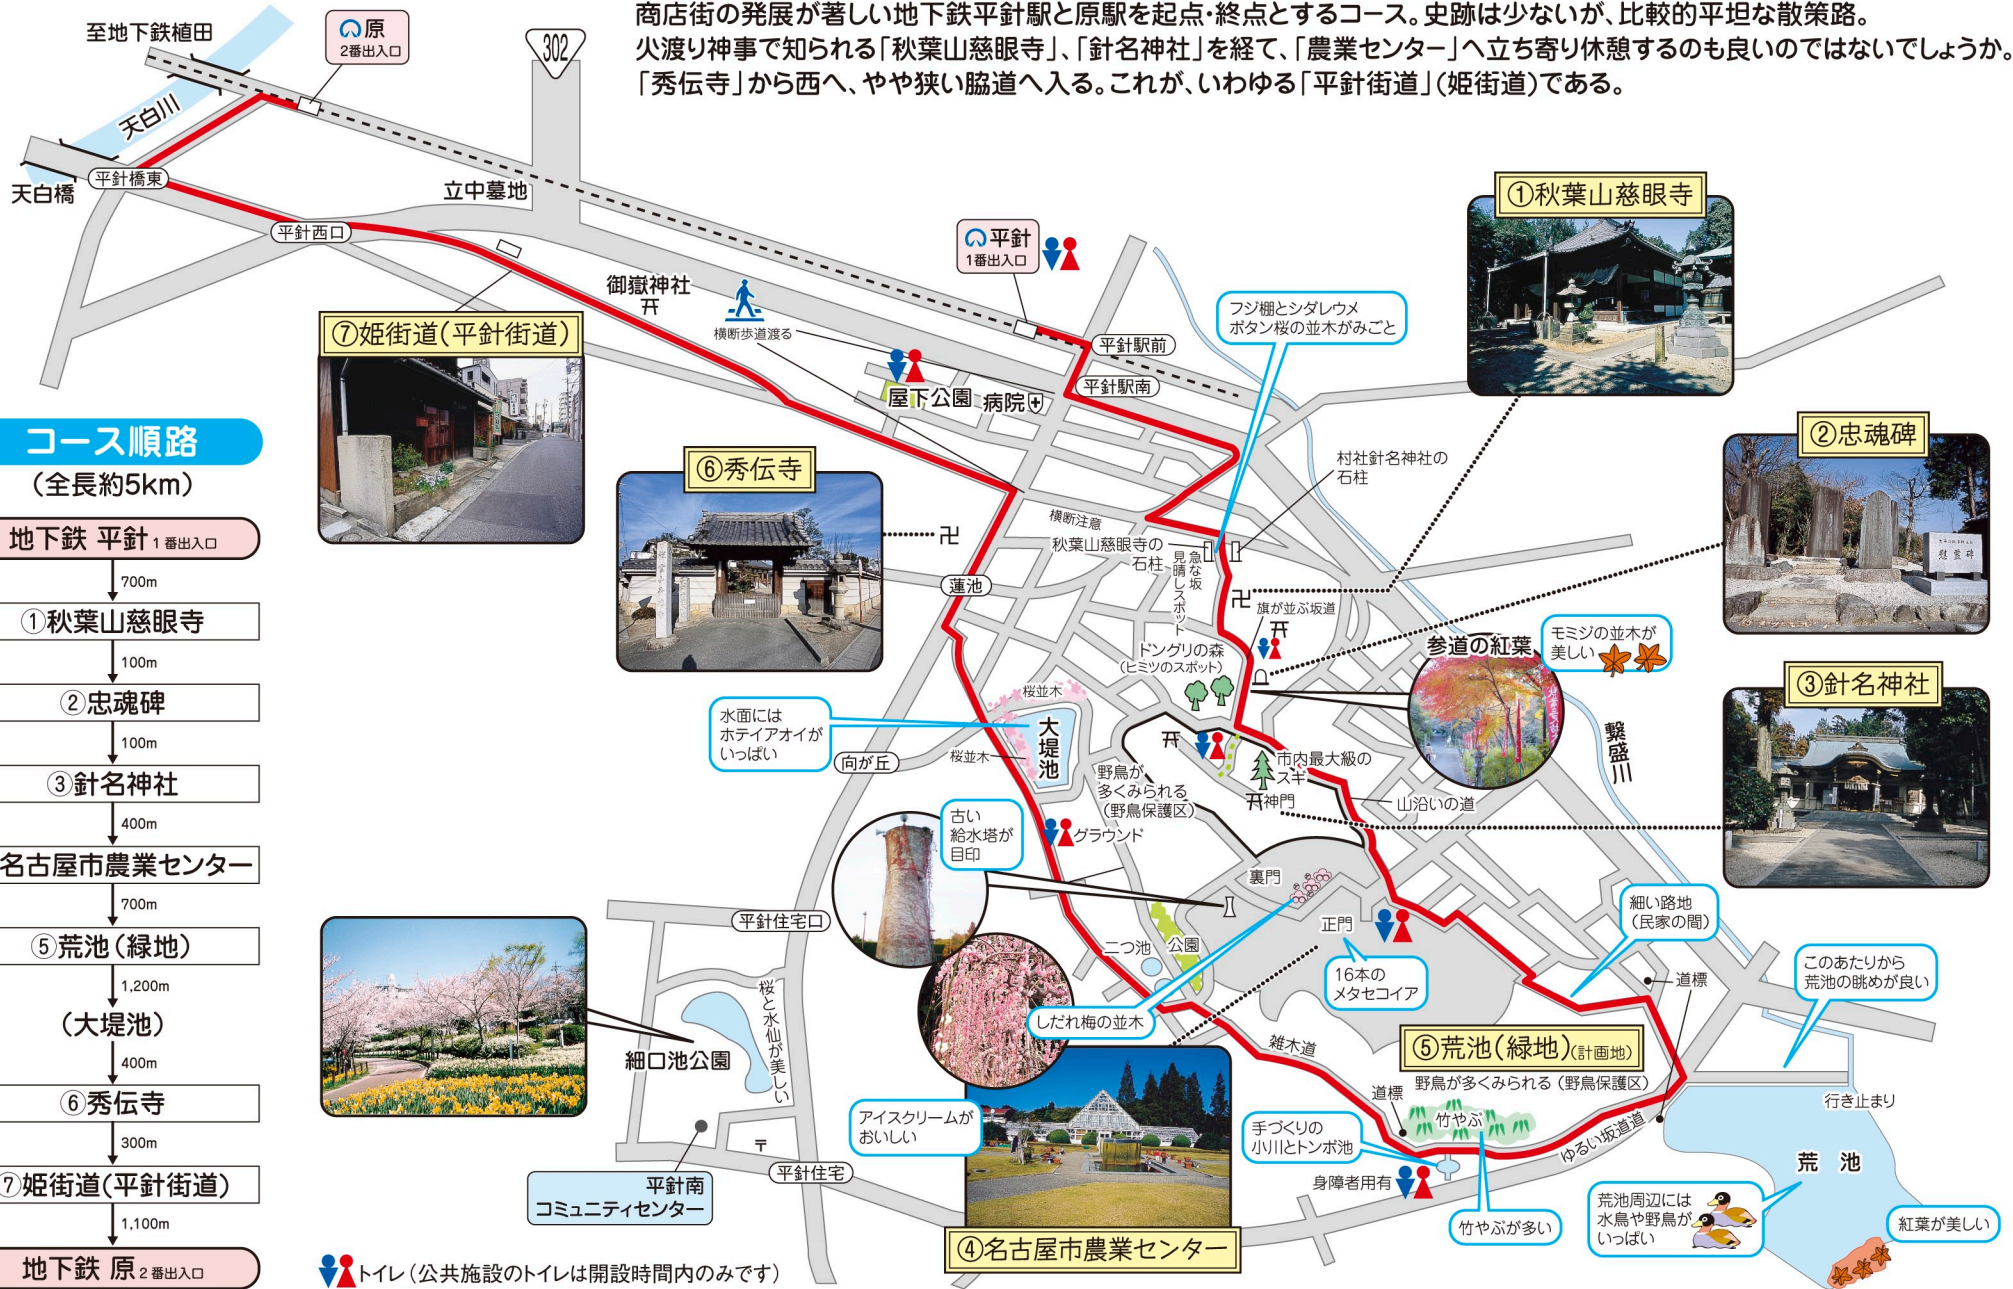 商店街の発展が著しい地下鉄平針駅と原駅を起点・終点とするコース。史跡は少ないが、比較的平坦な散策路。
火渡り神事で知られる「秋葉山慈眼寺」、「針名神社」を経て、「農業センター」へ立ち寄り休憩するのも良いのではないでしょうか。
「秀伝寺」から西へ、やや狭い脇道へ入る。これが、いわゆる「平針街道」(姫街道)である。
至地下鉄植田
原
2番出入口
302
天白川
天白橋
平針橋東
立中墓地
平針西口
平針
1番出入口
御嶽神社
横断歩道渡る
平針駅前
平針駅南
フジ棚とシダレウメ
ボタン桜の並木がみごと
①秋葉山慈眼寺
⑦姫街道(平針街道)
屋下公園
病院
村社針名神社の
石柱
②忠魂碑
慰霊碑
コース順路
(全長約5km)
地下鉄 平針 1番出入口
700m
①秋葉山慈眼寺
100m
②忠魂碑
100m
③針名神社
400m
名古屋市農業センター
700m
⑤荒池(緑地)
1,200m
(大堤池)
400m
⑥秀伝寺
300m
⑦姫街道(平針街道)
1,100m
地下鉄 原 2番出入口
⑥秀伝寺
横断注意
秋葉山慈眼寺の
石柱
急な坂
見晴しスポット
蓮池
旗が並ぶ坂道
ドングリの森
(ヒミツのスポット)
参道の紅葉
モミジの並木が
美しい
③針名神社
繋盛川
桜並木
水面には
ホテイアオイが
いっぱい
大堤池
桜並木
向が丘
市内最大級の
スギ
神門
山沿いの道
野鳥が
多くみられる
(野鳥保護区)
古い
給水塔が
目印
グラウンド
裏門
正門
16本の
メタセコイア
細い路地
(民家の間)
平針住宅口
二つ池
公園
しだれ梅の並木
道標
このあたりから
荒池の眺めが良い
桜と水仙が美しい
細口池公園
雑木道
⑤荒池(緑地)(計画地)
野鳥が多くみられる(野鳥保護区)
道標
竹やぶ
行き止まり
アイスクリームが
おいしい
手づくりの
小川とトンボ池
ゆるい坂道道
荒池
〒
平針住宅
平針南
コミュニティセンター
身障者用有
竹やぶが多い
荒池周辺には
水鳥や野鳥が
いっぱい
紅葉が美しい
④名古屋市農業センター
トイレ(公共施設のトイレは開設時間内のみです)